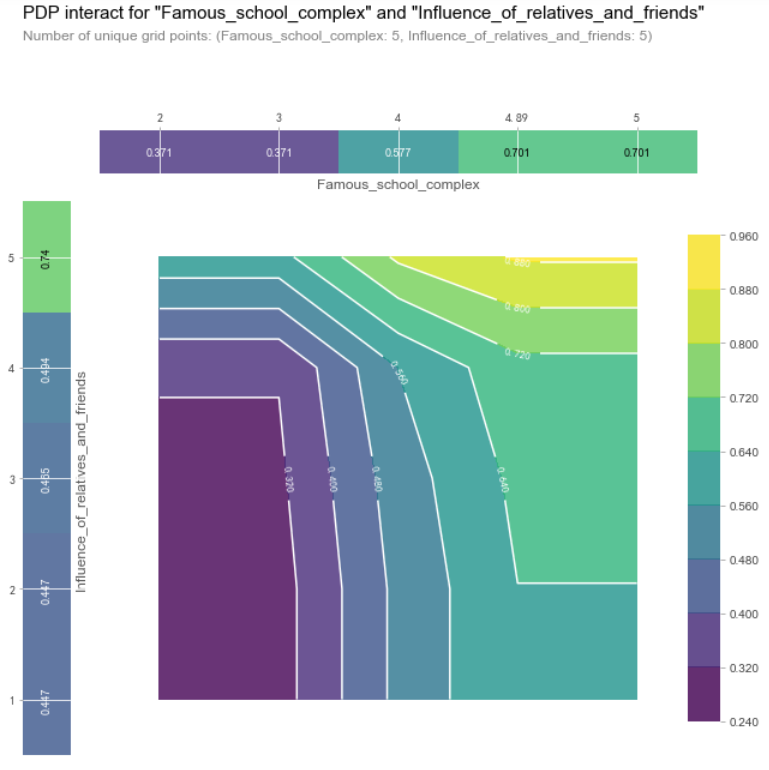 PDP interact for "Famous_school_complex" and "Influence_of_relatives_and_friends"
Number of unique grid points: (Famous_school_complex: 5, Influence_of_relatives_and_friends: 5)
2 3 4 4.89 5
0.371 0.371 0.577 0.701 0.701
Famous_school_complex
5 4 3 2 1
0.74 0.494 0.465 0.447 0.447
Influence_of_relatives_and_friends
0.880
0.800
0.720
0.560
0.320 0.400 0.480 0.640
0.960
0.880
0.800
0.720
0.640
0.560
0.480
0.400
0.320
0.240